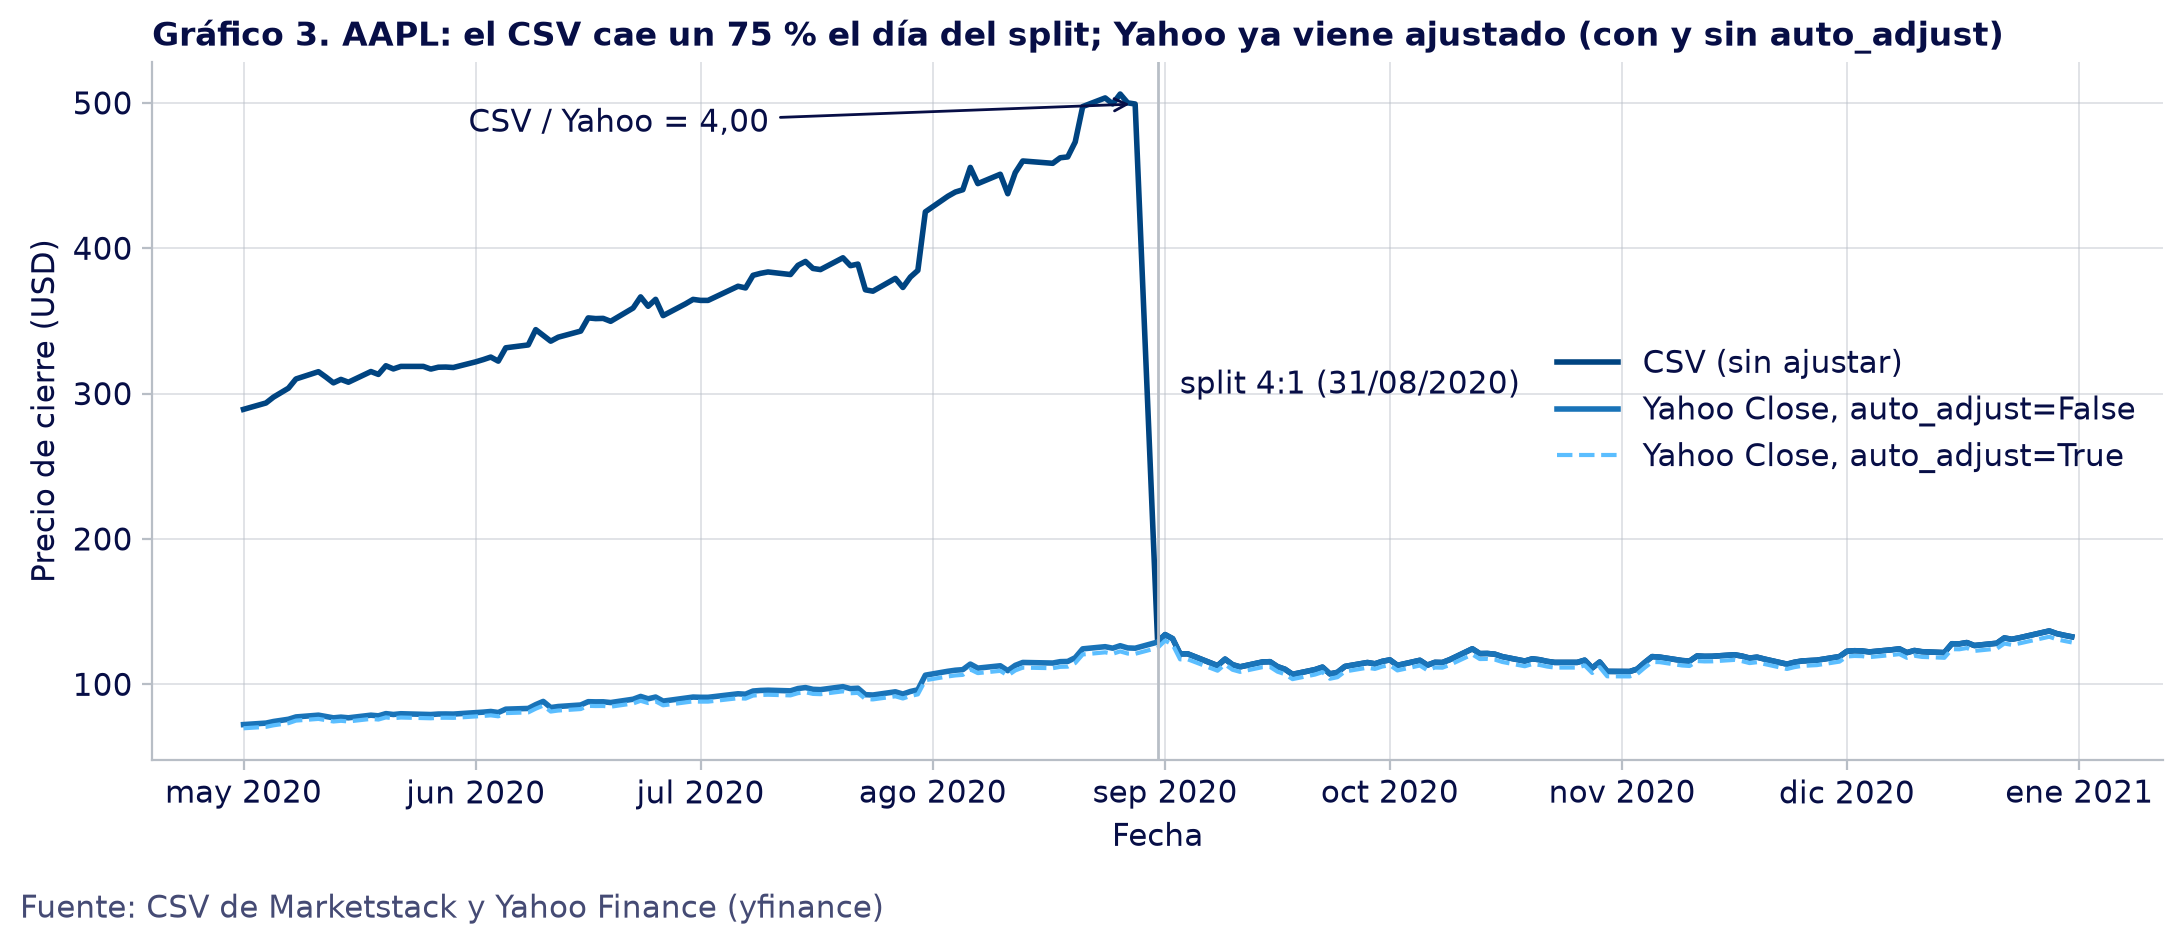 Gráfico 3. AAPL: el CSV cae un 75 % el día del split; Yahoo ya viene ajustado (con y sin auto_adjust)
Precio de cierre (USD)
500
400
300
200
100
CSV / Yahoo = 4,00
split 4:1 (31/08/2020)
CSV (sin ajustar)
Yahoo Close, auto_adjust=False
Yahoo Close, auto_adjust=True
may 2020
jun 2020
jul 2020
ago 2020
sep 2020
oct 2020
nov 2020
dic 2020
ene 2021
Fecha
Fuente: CSV de Marketstack y Yahoo Finance (yfinance)